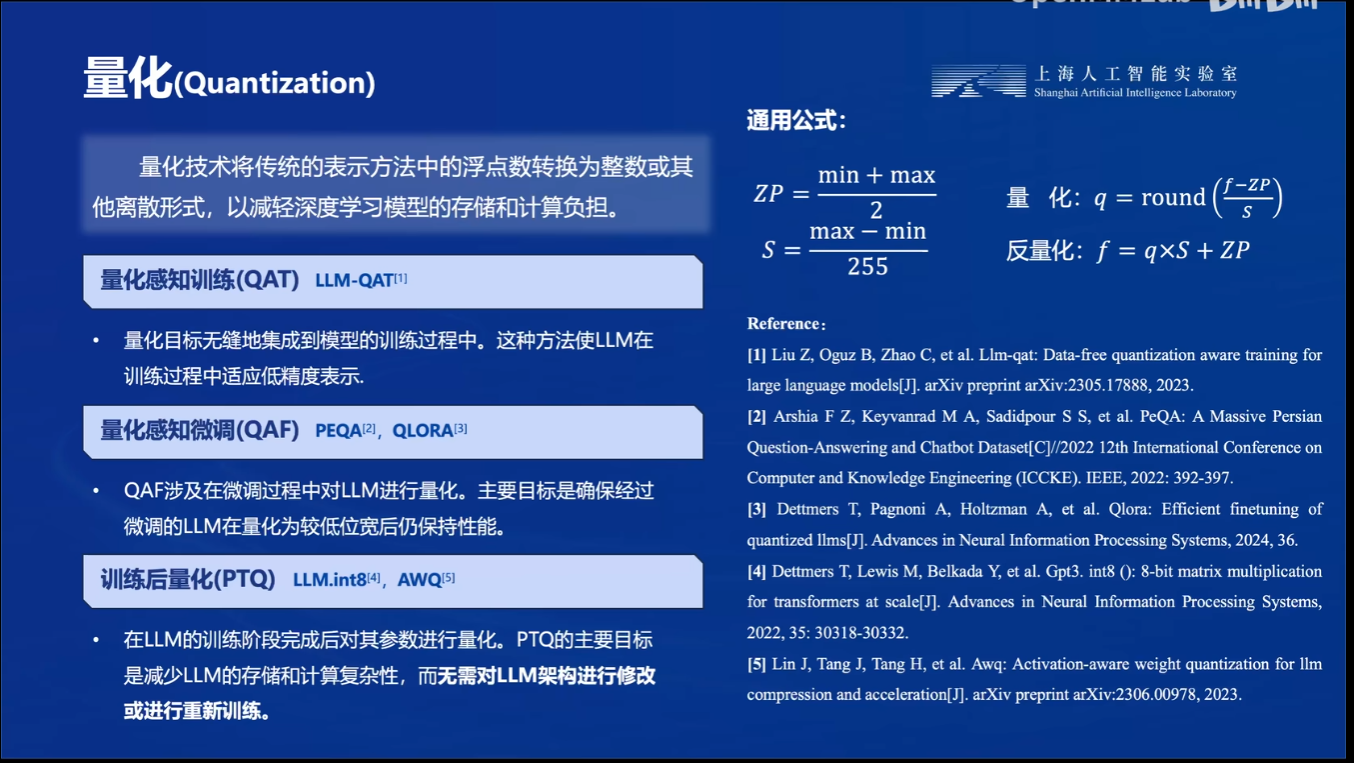 量化(Quantization)
上海人工智能实验室
Shanghai Artificial Intelligence Laboratory
量化技术将传统的表示方法中的浮点数转换为整数或其
他离散形式，以减轻深度学习模型的存储和计算负担。
量化感知训练(QAT) LLM-QAT[1]
• 量化目标无缝地集成到模型的训练过程中。这种方法使LLM在
训练过程中适应低精度表示.
量化感知微调(QAF) PEQA[2]，QLORA[3]
• QAF涉及在微调过程中对LLM进行量化。主要目标是确保经过
微调的LLM在量化为较低位宽后仍保持性能。
训练后量化(PTQ) LLM.int8[4]，AWQ[5]
• 在LLM的训练阶段完成后对其参数进行量化。PTQ的主要目标
是减少LLM的存储和计算复杂性，而无需对LLM架构进行修改
或进行重新训练。
通用公式：
ZP = (min + max)/2
S = (max − min)/255
量 化：q = round((f−ZP)/S)
反量化：f = q×S + ZP
Reference：
[1] Liu Z, Oguz B, Zhao C, et al. Llm-qat: Data-free quantization aware training for
large language models[J]. arXiv preprint arXiv:2305.17888, 2023.
[2] Arshia F Z, Keyvanrad M A, Sadidpour S S, et al. PeQA: A Massive Persian
Question-Answering and Chatbot Dataset[C]//2022 12th International Conference on
Computer and Knowledge Engineering (ICCKE). IEEE, 2022: 392-397.
[3] Dettmers T, Pagnoni A, Holtzman A, et al. Qlora: Efficient finetuning of
quantized llms[J]. Advances in Neural Information Processing Systems, 2024, 36.
[4] Dettmers T, Lewis M, Belkada Y, et al. Gpt3. int8 (): 8-bit matrix multiplication
for transformers at scale[J]. Advances in Neural Information Processing Systems,
2022, 35: 30318-30332.
[5] Lin J, Tang J, Tang H, et al. Awq: Activation-aware weight quantization for llm
compression and acceleration[J]. arXiv preprint arXiv:2306.00978, 2023.